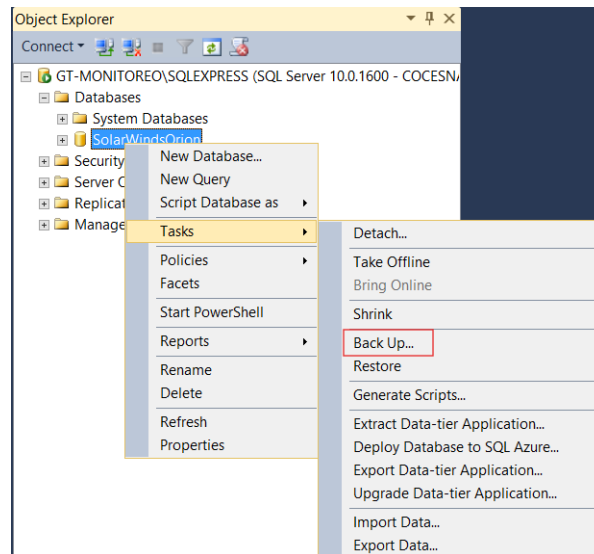 Object Explorer
Connect
GT-MONITOREO\SQLEXPRESS (SQL Server 10.0.1600 - COCESN
Databases
System Databases
SolarWindsOrion
Security
Server O
Replicat
Manage
New Database...
New Query
Script Database as
Tasks
Policies
Facets
Start PowerShell
Reports
Rename
Delete
Refresh
Properties
Detach...
Take Offline
Bring Online
Shrink
Back Up...
Restore
Generate Scripts...
Extract Data-tier Application...
Deploy Database to SQL Azure...
Export Data-tier Application...
Upgrade Data-tier Application...
Import Data...
Export Data...